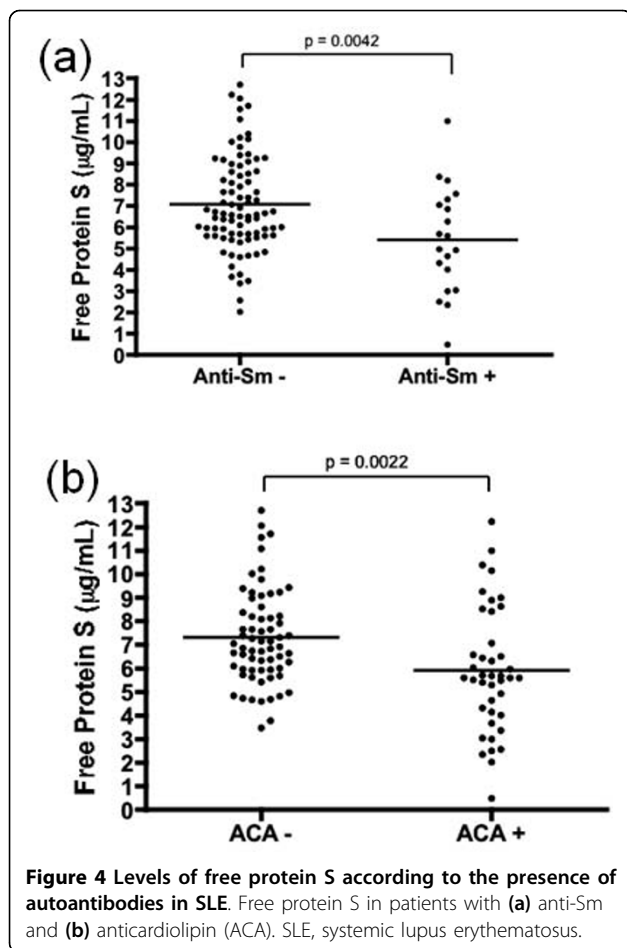 (a)
p = 0.0042
Free Protein S (μg/mL)
13
12
11
10
9
8
7
6
5
4
3
2
1
0
Anti-Sm -
Anti-Sm +
(b)
p = 0.0022
Free Protein S (μg/mL)
13
12
11
10
9
8
7
6
5
4
3
2
1
0
ACA -
ACA +
Figure 4 Levels of free protein S according to the presence of
autoantibodies in SLE. Free protein S in patients with (a) anti-Sm
and (b) anticardiolipin (ACA). SLE, systemic lupus erythematosus.